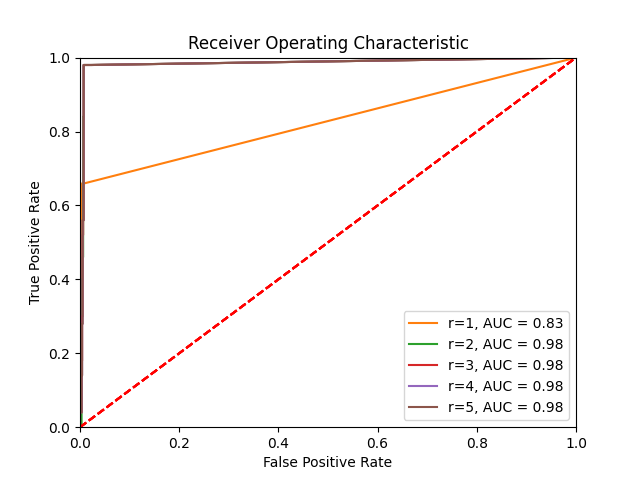 Receiver Operating Characteristic
True Positive Rate
1.0
0.8
0.6
0.4
0.2
0.0
r=1, AUC = 0.83
r=2, AUC = 0.98
r=3, AUC = 0.98
r=4, AUC = 0.98
r=5, AUC = 0.98
0.0 0.2 0.4 0.6 0.8 1.0
False Positive Rate